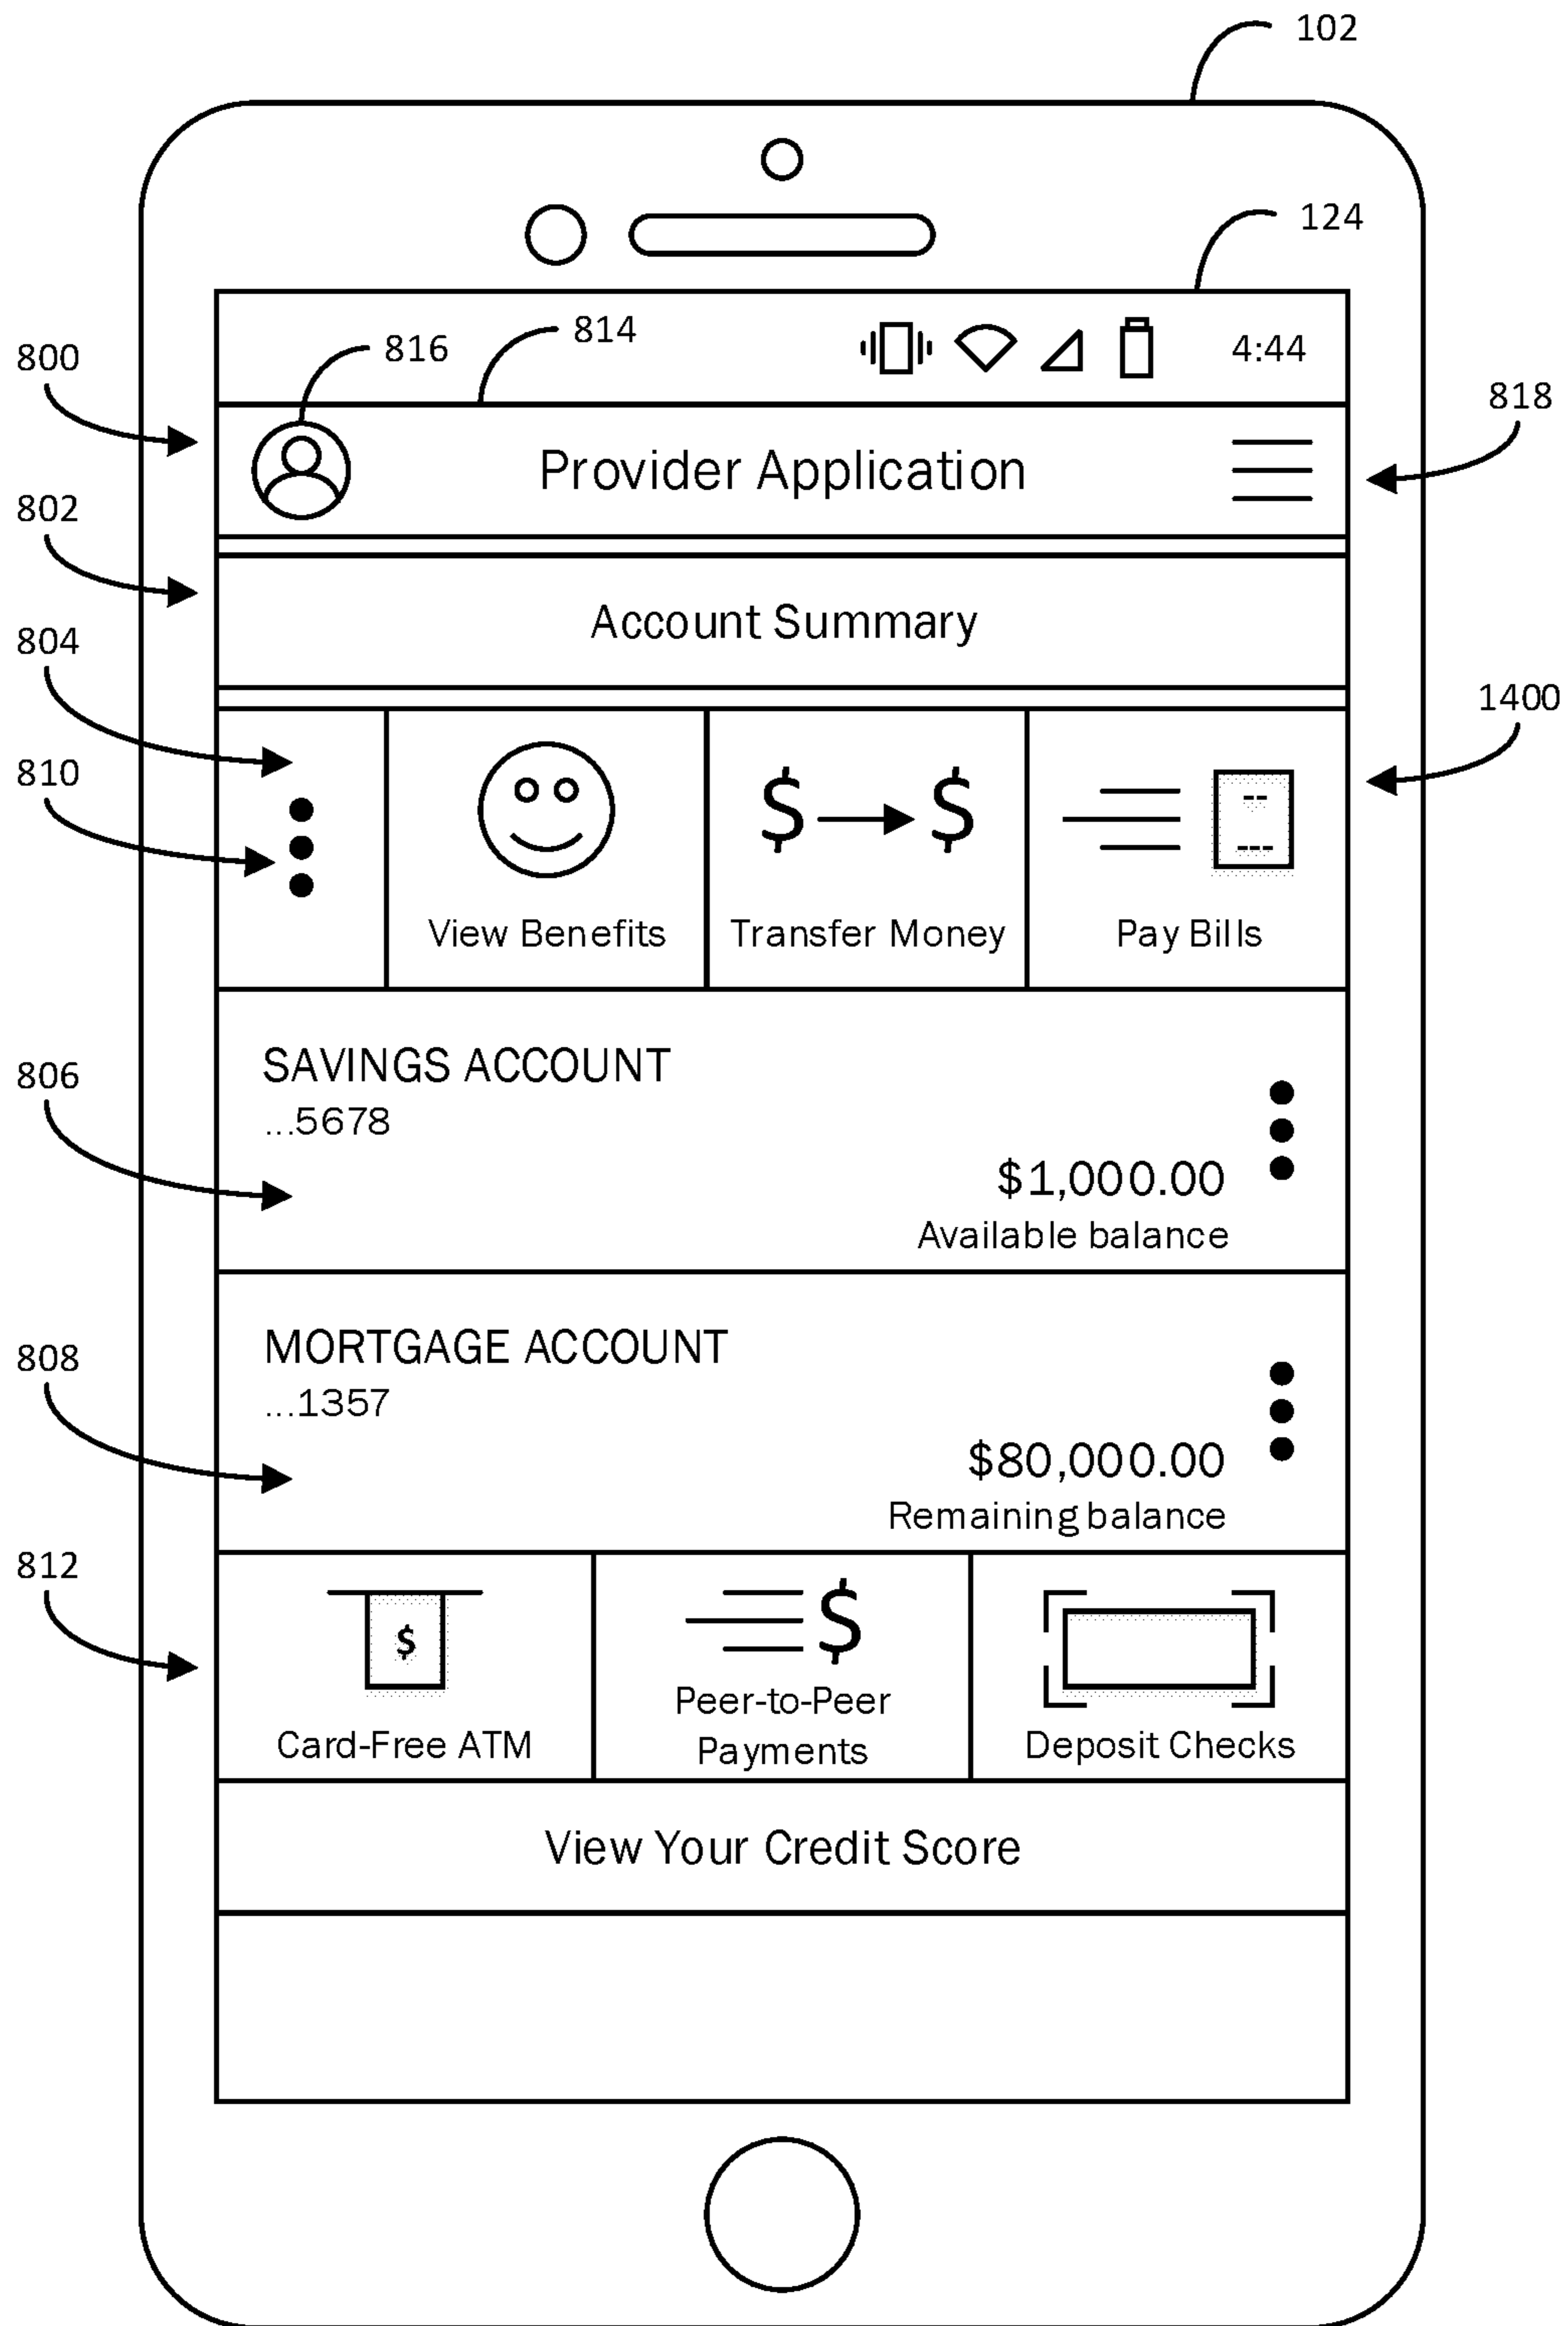 102
124
816
814
4:44
800
818
Provider Application
802
Account Summary
804
1400
810
$ $
View Benefits
Transfer Money
Pay Bills
SAVINGS ACCOUNT
806
...5678
$1,000.00
Available balance
MORTGAGE ACCOUNT
808
...1357
$80,000.00
Remaining balance
812
$
$
Card-Free ATM
Peer-to-Peer
Payments
Deposit Checks
View Your Credit Score